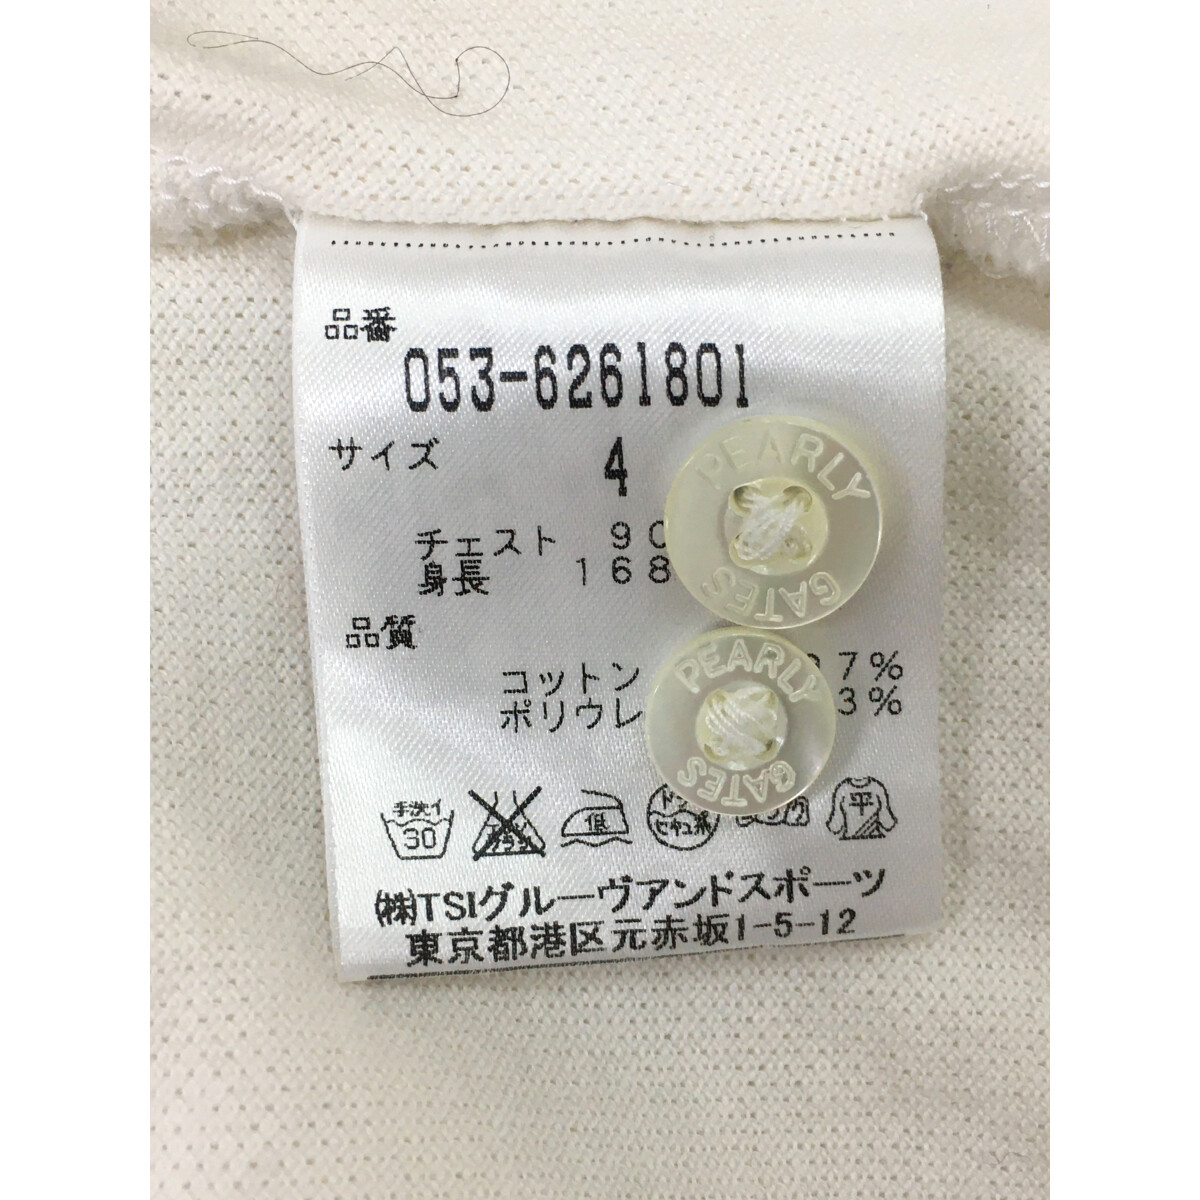 品番
053-6261801
サイズ 4
チェスト 90
身長 168
品質
コットン 97%
ポリウレ 3%
手洗イ 30 低 平
PEARLY GATES
PEARLY GATES
(株)TSIグルーヴアンドスポーツ
東京都港区元赤坂1-5-12